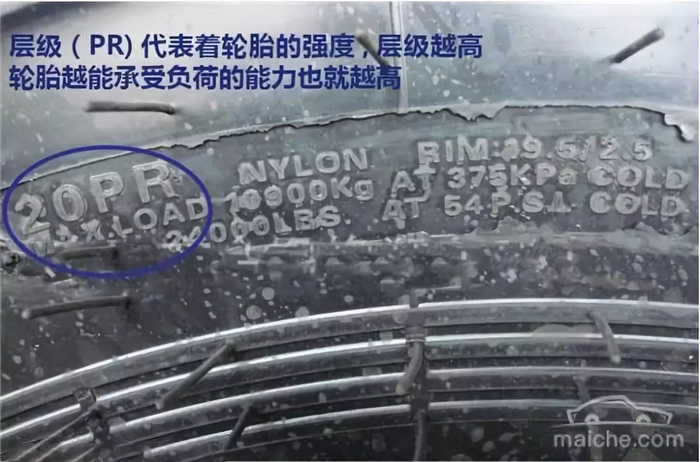 层级（PR）代表着轮胎的强度，层级越高
轮胎越能承受负荷的能力也就越高
20PR NYLON RIM:19.5/2.5
MAX.LOAD 10900Kg AT 375KPa COLD
24000LBS. AT 54P.S.I. COLD
maiche.com